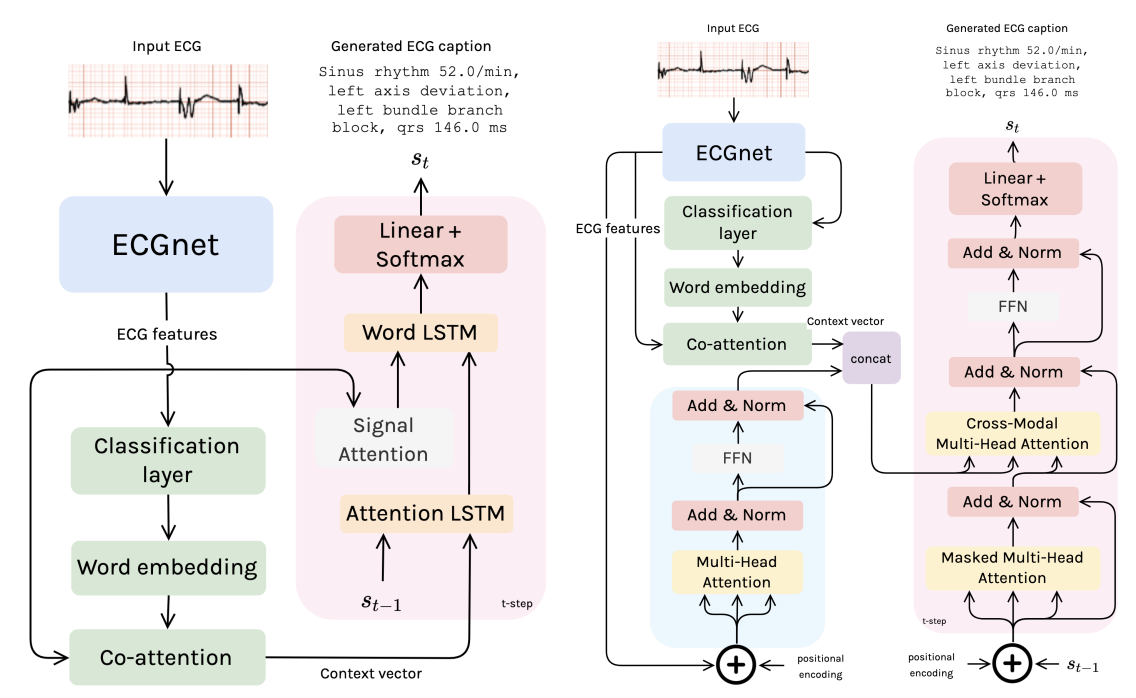 Input ECG
Generated ECG caption
Sinus rhythm 52.0/min,
left axis deviation,
left bundle branch
block, qrs 146.0 ms
s_t
ECGnet
Linear +
Softmax
ECG features
Word LSTM
Signal
Attention
Classification
layer
Attention LSTM
Word embedding
s_{t-1}
t-step
Co-attention
Context vector
Input ECG
Generated ECG caption
Sinus rhythm 52.0/min,
left axis deviation,
left bundle branch
block, qrs 146.0 ms
s_t
ECGnet
Linear +
Softmax
Classification
layer
ECG features
Add & Norm
Word embedding
FFN
Context vector
Co-attention
concat
Add & Norm
Add & Norm
Cross-Modal
Multi-Head Attention
FFN
Add & Norm
Add & Norm
Multi-Head
Attention
Masked Multi-Head
Attention
t-step
+
positional
encoding
positional
encoding
+
s_{t-1}